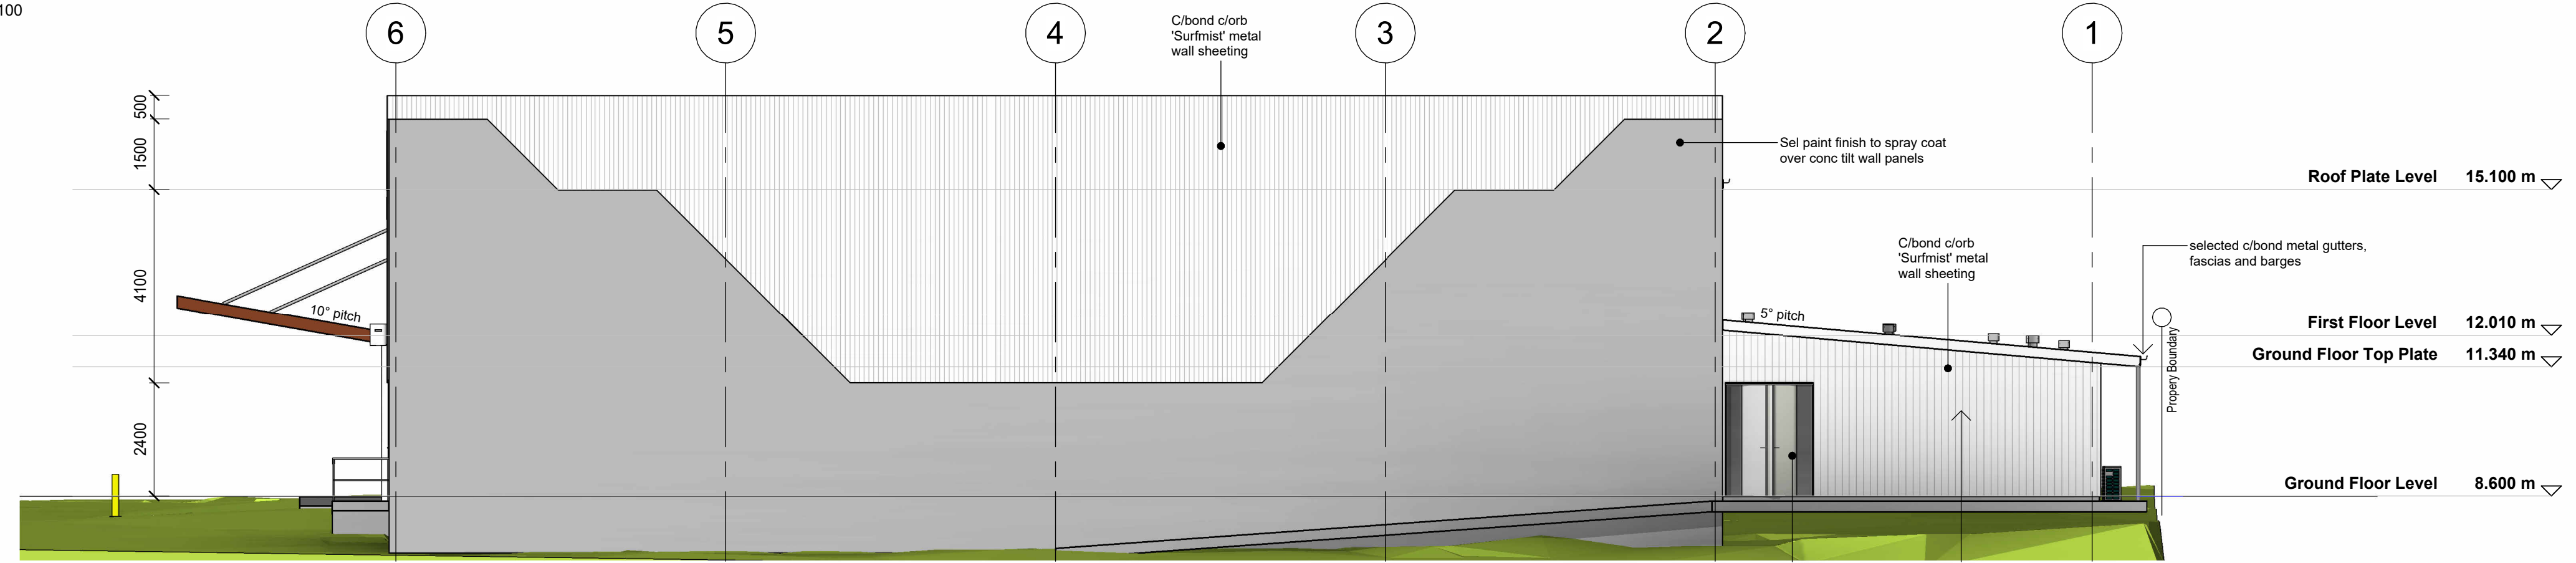 100
6
5
4
3
2
1
C/bond c/orb
'Surfmist' metal
wall sheeting
500
1500
4100
2400
Sel paint finish to spray coat
over conc tilt wall panels
10° pitch
5° pitch
C/bond c/orb
'Surfmist' metal
wall sheeting
selected c/bond metal gutters,
fascias and barges
Propery Boundary
Roof Plate Level 15.100 m
First Floor Level 12.010 m
Ground Floor Top Plate 11.340 m
Ground Floor Level 8.600 m